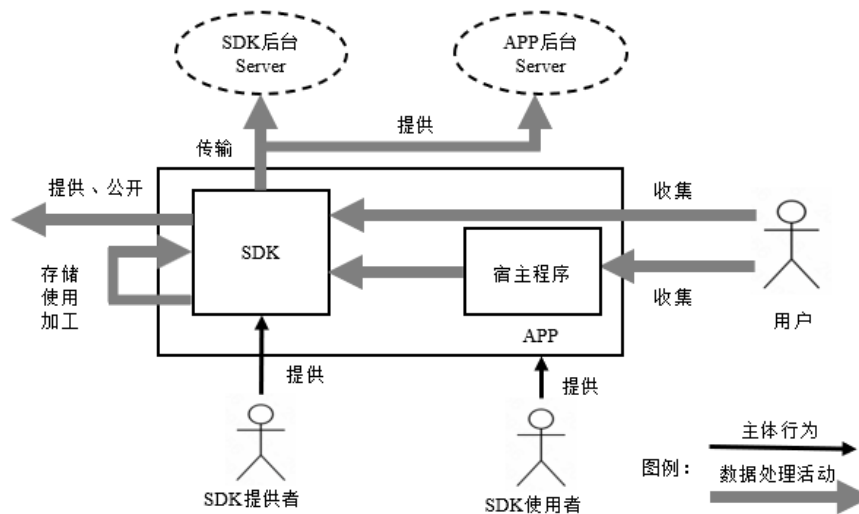 SDK后台
Server
APP后台
Server
提供
传输
提供、公开
收集
SDK
宿主程序
存储
使用
加工
收集
用户
APP
提供
提供
主体行为
图例：
数据处理活动
SDK提供者
SDK使用者